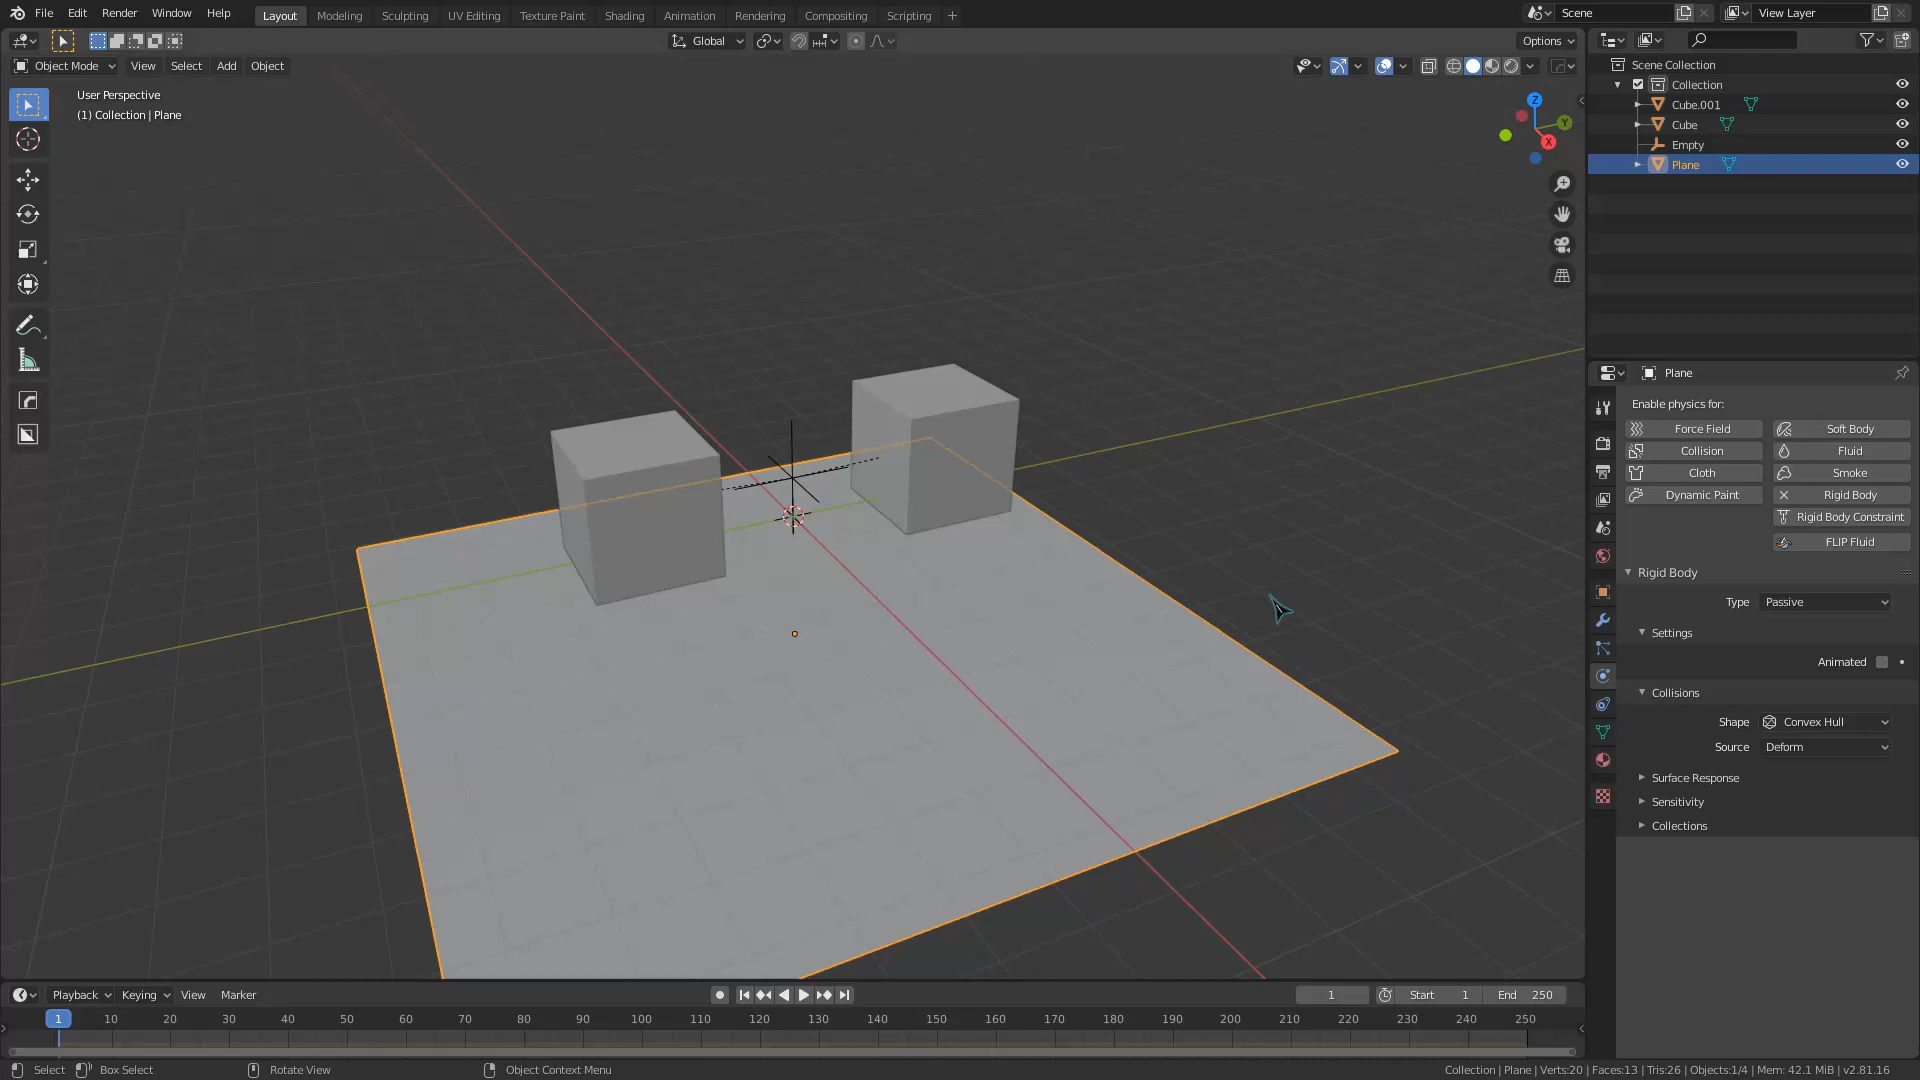 File Edit Render Window Help Layout Modeling Sculpting UV Editing Texture Paint Shading Animation Rendering Compositing Scripting + Scene View Layer
Global Options
Object Mode View Select Add Object
User Perspective
(1) Collection | Plane
Z
Y
X
Scene Collection
Collection
Cube.001
Cube
Empty
Plane
Plane
Enable physics for:
Force Field Soft Body
Collision Fluid
Cloth Smoke
Dynamic Paint Rigid Body
Rigid Body Constraint
FLIP Fluid
Rigid Body
Type Passive
Settings
Animated
Collisions
Shape Convex Hull
Source Deform
Surface Response
Sensitivity
Collections
Playback Keying View Marker 1 Start 1 End 250
1 10 20 30 40 50 60 70 80 90 100 110 120 130 140 150 160 170 180 190 200 210 220 230 240 250
Select Box Select Rotate View Object Context Menu Collection | Plane | Verts:20 | Faces:13 | Tris:26 | Objects:1/4 | Mem: 42.1 MiB | v2.81.16